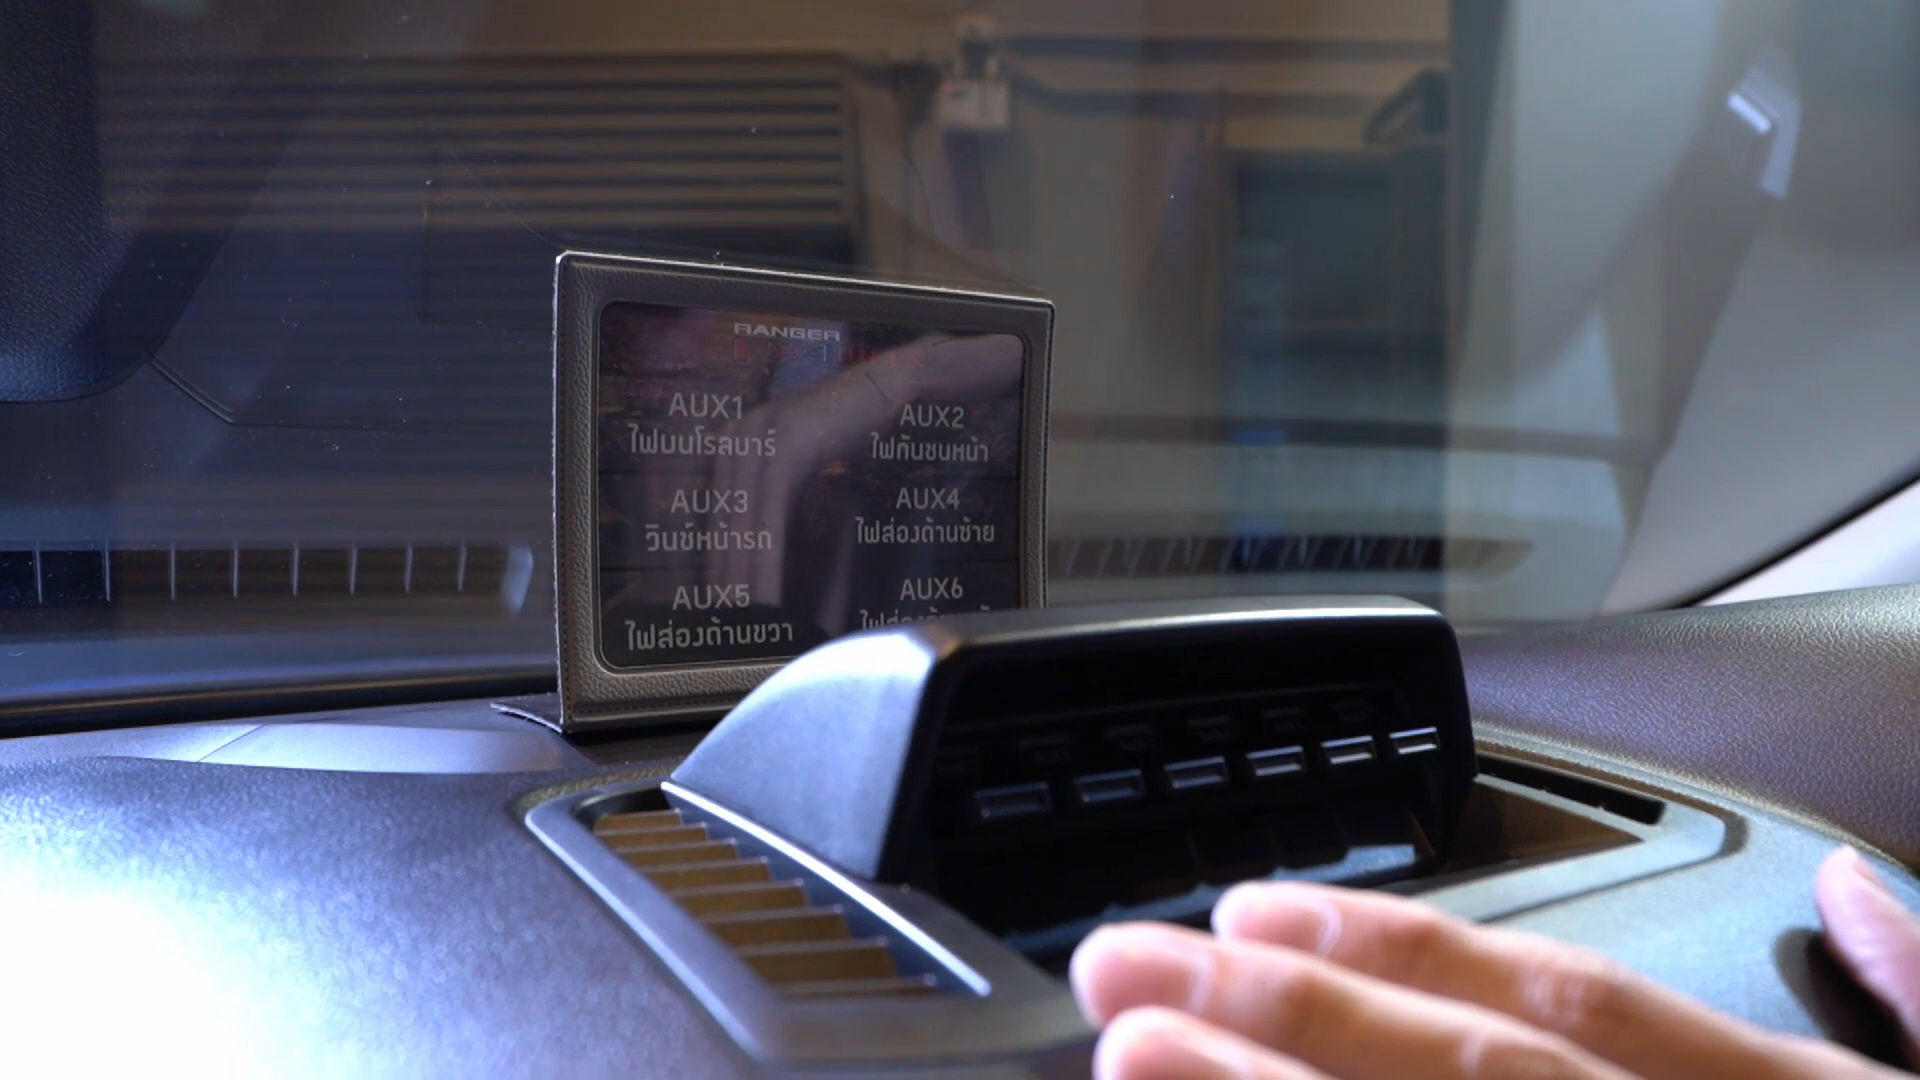 RANGER
AUX1
ไฟบนโรลบาร์
AUX2
ไฟกันชนหน้า
AUX3
วินช์หน้ารถ
AUX4
ไฟส่องด้านซ้าย
AUX5
ไฟส่องด้านขวา
AUX6